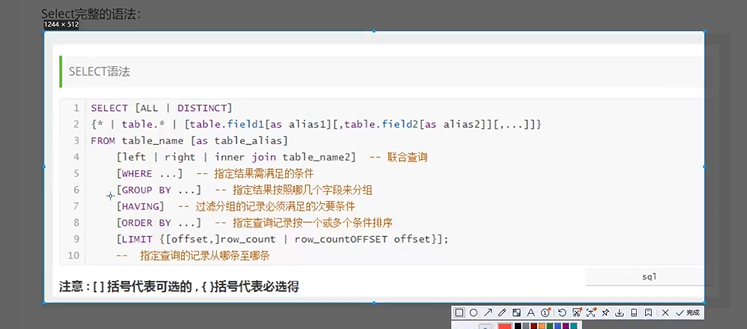 Select完整的语法：
1244 × 512
SELECT语法
1 SELECT [ALL | DISTINCT]
2 {* | table.* | [table.field1[as alias1][,table.field2[as alias2]][,...]]}
3 FROM table_name [as table_alias]
4 [left | right | inner join table_name2] -- 联合查询
5 [WHERE ...] -- 指定结果需满足的条件
6 [GROUP BY ...] -- 指定结果按照哪几个字段来分组
7 [HAVING] -- 过滤分组的记录必须满足的次要条件
8 [ORDER BY ...] -- 指定查询记录按一个或多个条件排序
9 [LIMIT {[offset,]row_count | row_countOFFSET offset}];
10 -- 指定查询的记录从哪条至哪条
sql
注意 : [ ] 括号代表可选的 , { }括号代表必选得
完成